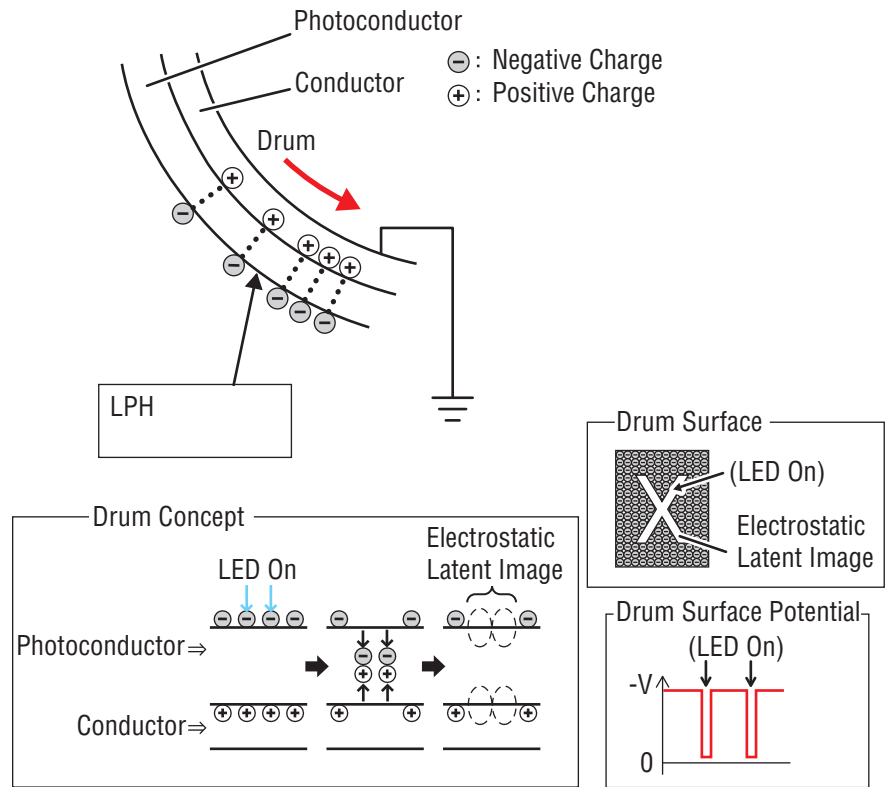 Photoconductor
⊖: Negative Charge
Conductor
⊕: Positive Charge
Drum
LPH
Drum Surface
(LED On)
Electrostatic
Latent Image
Drum Concept
LED On
Electrostatic
Latent Image
Photoconductor⇒
Conductor⇒
Drum Surface Potential
(LED On)
-V
0